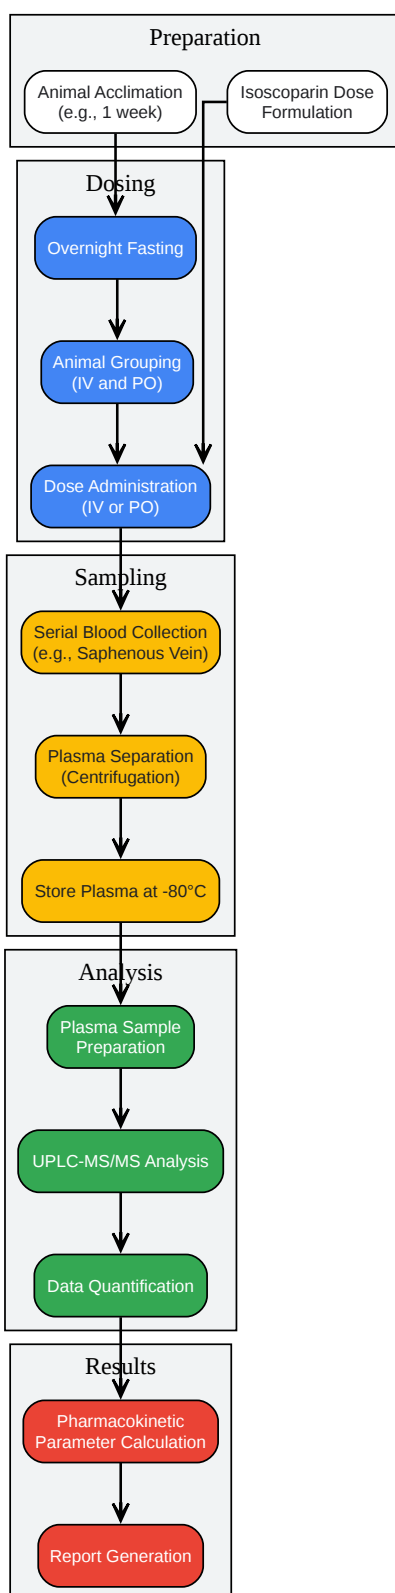 Preparation
Animal Acclimation
(e.g., 1 week)
Isoscoparin Dose
Formulation
Dosing
Overnight Fasting
Animal Grouping
(IV and PO)
Dose Administration
(IV or PO)
Sampling
Serial Blood Collection
(e.g., Saphenous Vein)
Plasma Separation
(Centrifugation)
Store Plasma at -80°C
Analysis
Plasma Sample
Preparation
UPLC-MS/MS Analysis
Data Quantification
Results
Pharmacokinetic
Parameter Calculation
Report Generation